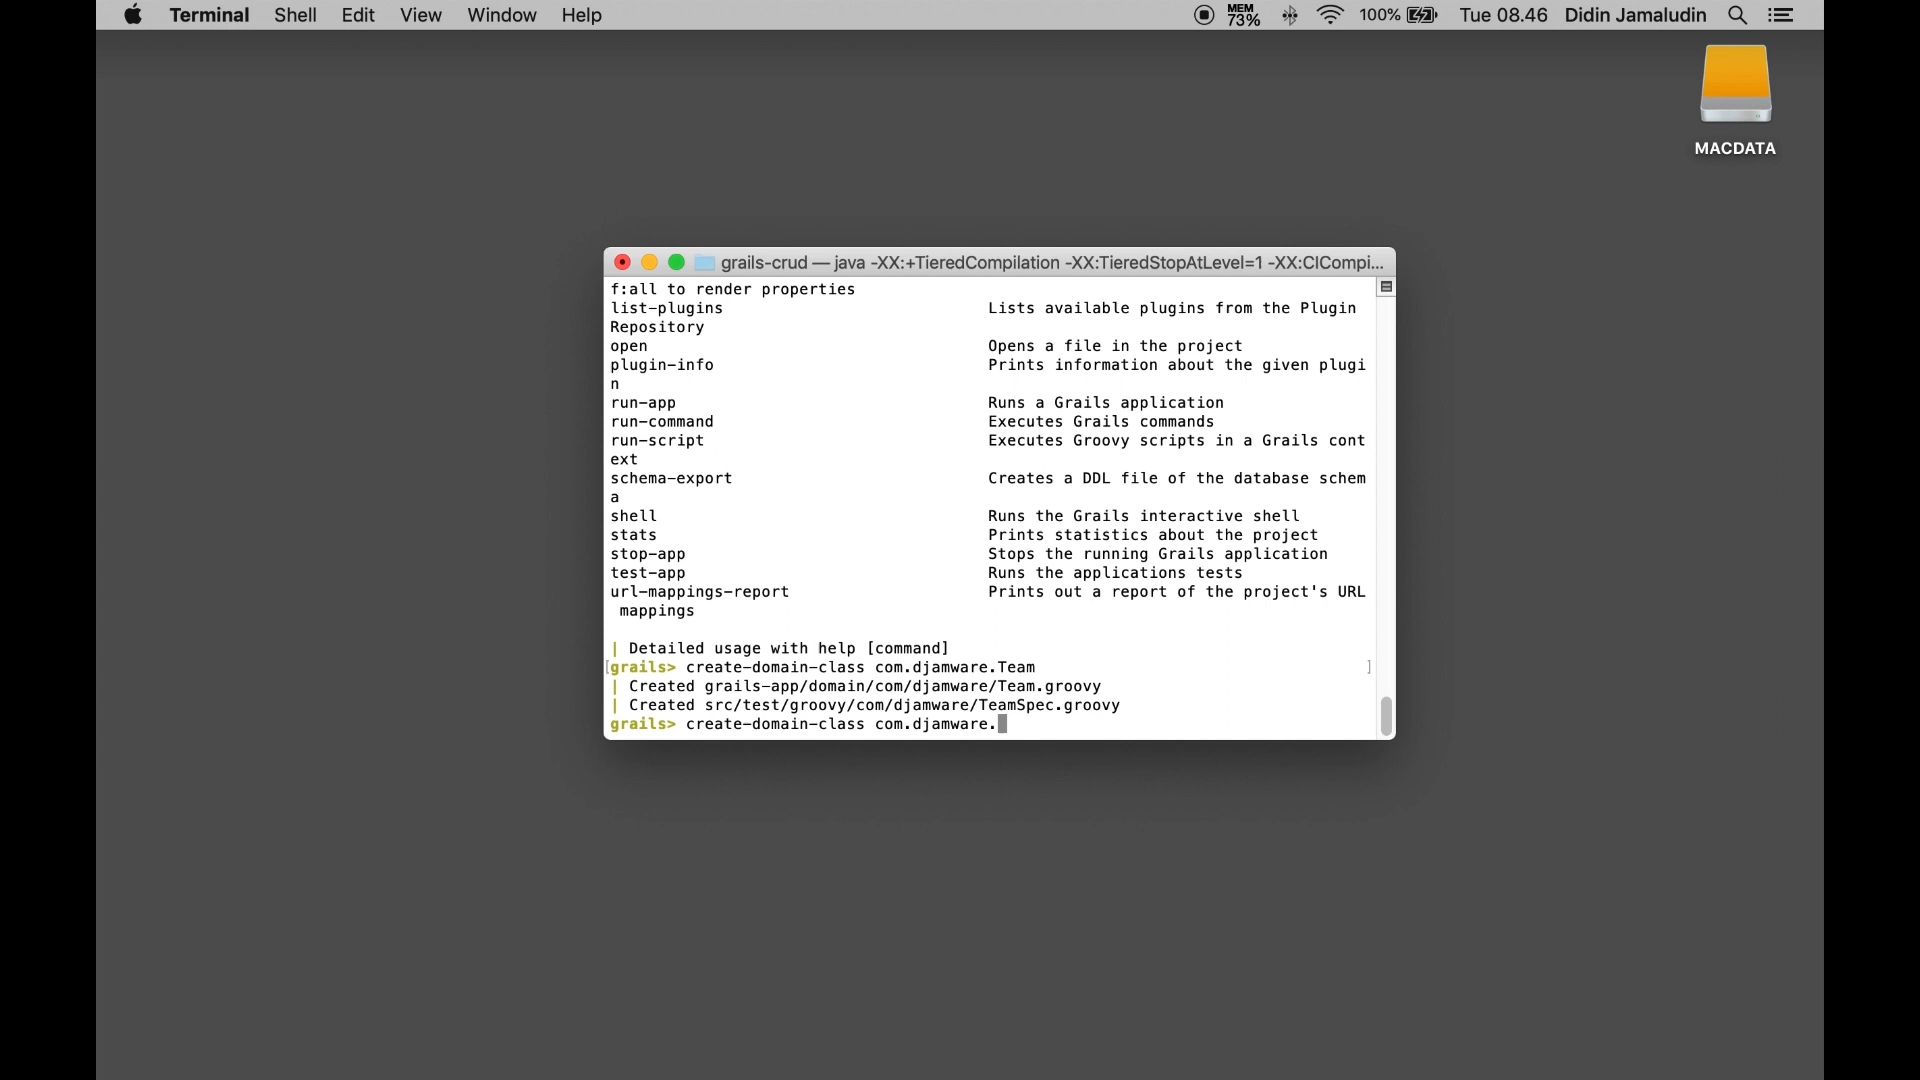 Terminal Shell Edit View Window Help MEM 73% 100% Tue 08.46 Didin Jamaludin
MACDATA
grails-crud — java -XX:+TieredCompilation -XX:TieredStopAtLevel=1 -XX:CICompi...
f:all to render properties
list-plugins Lists available plugins from the Plugin
Repository
open Opens a file in the project
plugin-info Prints information about the given plugi
n
run-app Runs a Grails application
run-command Executes Grails commands
run-script Executes Groovy scripts in a Grails cont
ext
schema-export Creates a DDL file of the database schem
a
shell Runs the Grails interactive shell
stats Prints statistics about the project
stop-app Stops the running Grails application
test-app Runs the applications tests
url-mappings-report Prints out a report of the project's URL
mappings
| Detailed usage with help [command]
[grails> create-domain-class com.djamware.Team ]
| Created grails-app/domain/com/djamware/Team.groovy
| Created src/test/groovy/com/djamware/TeamSpec.groovy
grails> create-domain-class com.djamware.